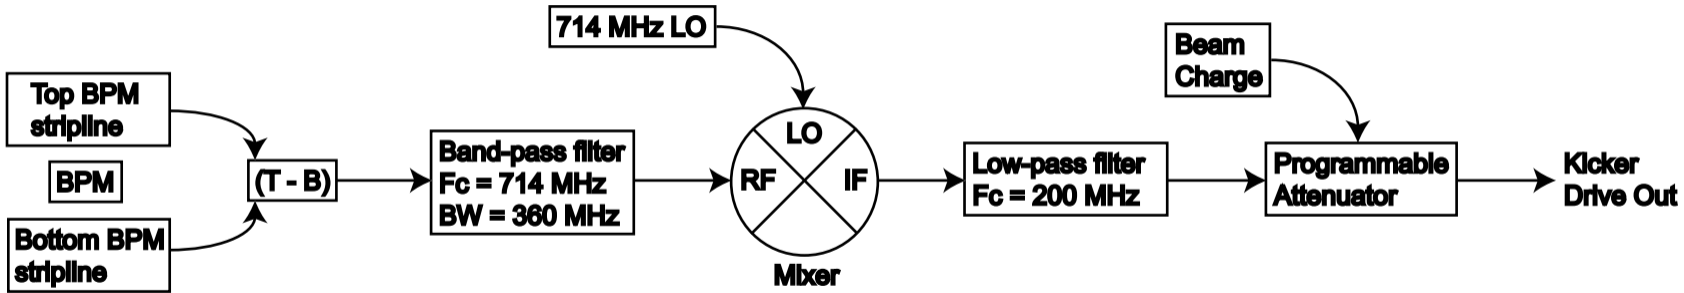 714 MHz LO
Beam
Charge
Top BPM
stripline
BPM
Bottom BPM
stripline
(T - B)
Band-pass filter
Fc = 714 MHz
BW = 360 MHz
LO
RF
IF
Mixer
Low-pass filter
Fc = 200 MHz
Programmable
Attenuator
Kicker
Drive Out